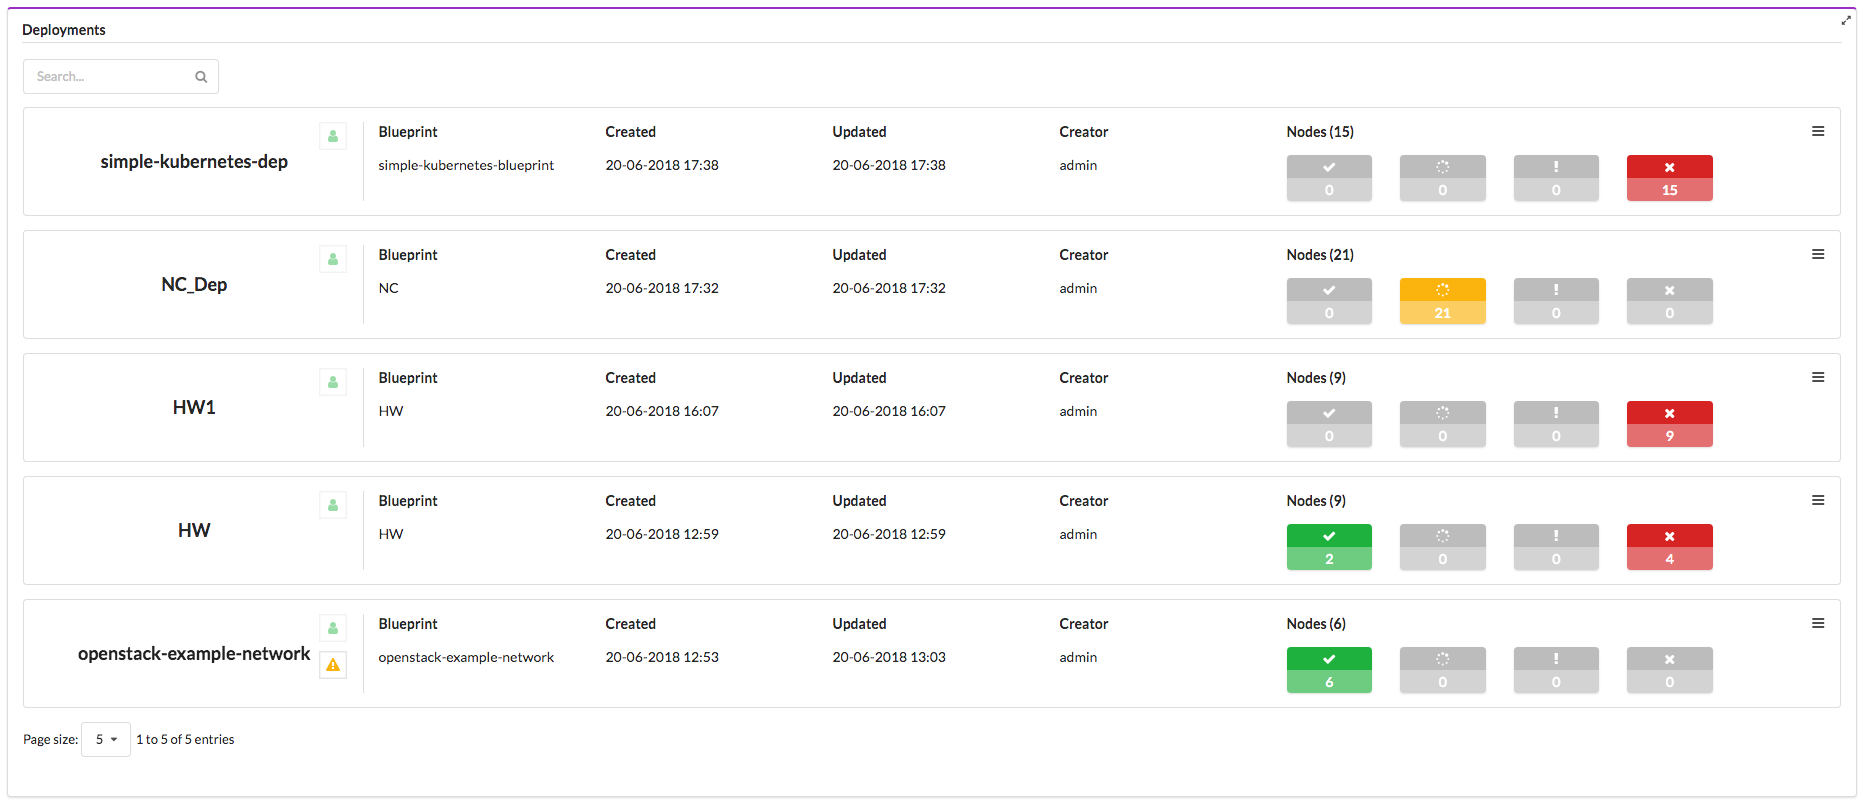 Deployments
Search...
Blueprint Created Updated Creator Nodes (15)
simple-kubernetes-dep simple-kubernetes-blueprint 20-06-2018 17:38 20-06-2018 17:38 admin
0 0 0 15
Blueprint Created Updated Creator Nodes (21)
NC_Dep NC 20-06-2018 17:32 20-06-2018 17:32 admin
0 21 0 0
Blueprint Created Updated Creator Nodes (9)
HW1 HW 20-06-2018 16:07 20-06-2018 16:07 admin
0 0 0 9
Blueprint Created Updated Creator Nodes (9)
HW HW 20-06-2018 12:59 20-06-2018 12:59 admin
2 0 0 4
Blueprint Created Updated Creator Nodes (6)
openstack-example-network openstack-example-network 20-06-2018 12:53 20-06-2018 13:03 admin
6 0 0 0
Page size: 5 1 to 5 of 5 entries